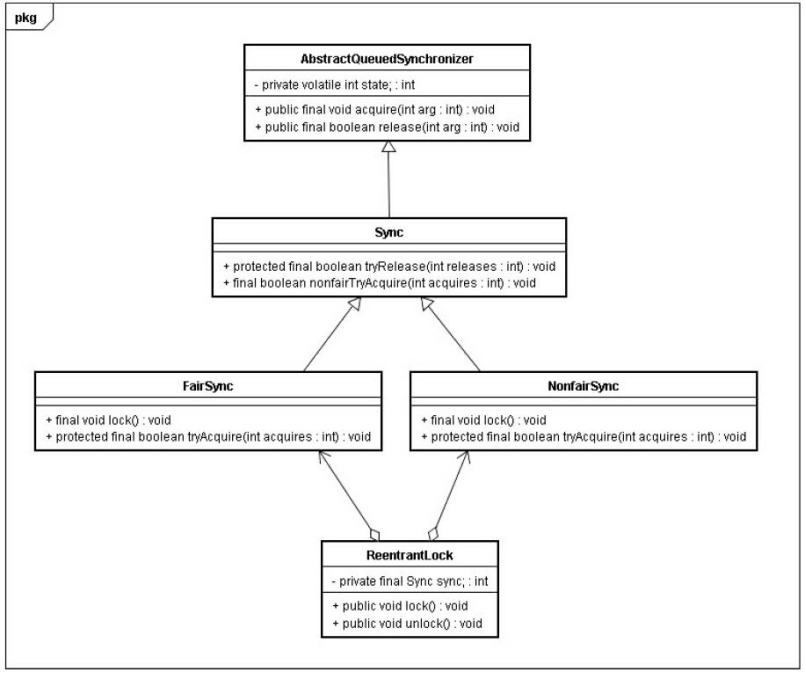 pkg
AbstractQueuedSynchronizer
- private volatile int state; : int
+ public final void acquire(int arg : int) : void
+ public final boolean release(int arg : int) : void
Sync
+ protected final boolean tryRelease(int releases : int) : void
+ final boolean nonfairTryAcquire(int acquires : int) : void
FairSync
+ final void lock() : void
+ protected final boolean tryAcquire(int acquires : int) : void
NonfairSync
+ final void lock() : void
+ protected final boolean tryAcquire(int acquires : int) : void
ReentrantLock
- private final Sync sync; : int
+ public void lock() : void
+ public void unlock() : void